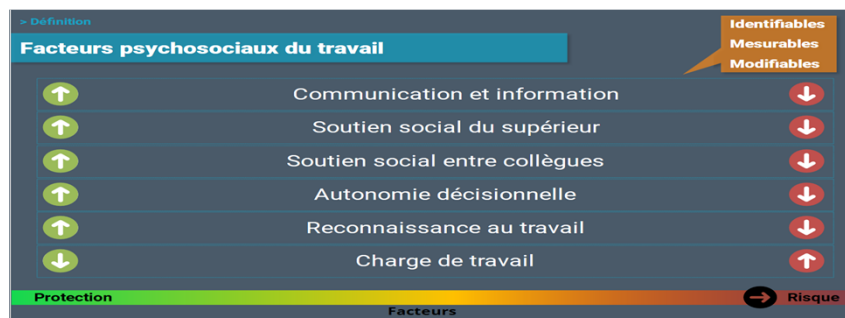 > Définition
Facteurs psychosociaux du travail
Identifiables
Mesurables
Modifiables
Communication et information
Soutien social du supérieur
Soutien social entre collègues
Autonomie décisionnelle
Reconnaissance au travail
Charge de travail
Protection
Risque
Facteurs